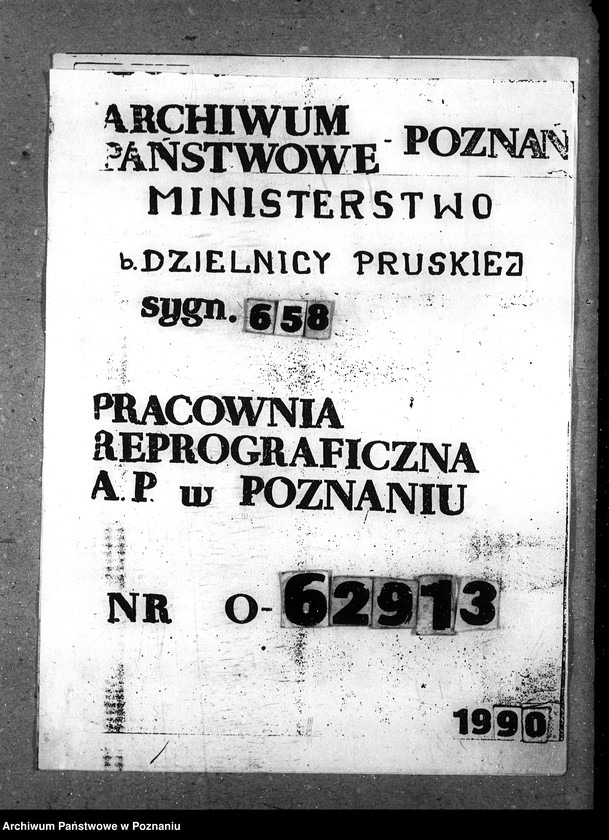 ARCHIWUM
PAŃSTWOWE - POZNAŃ
MINISTERSTWO
b. DZIELNICY PRUSKIEJ
sygn. 658
PRACOWNIA
REPROGRAFICZNA
A.P. w POZNANIU
NR O-62913
1990
Archiwum Państwowe w Poznaniu